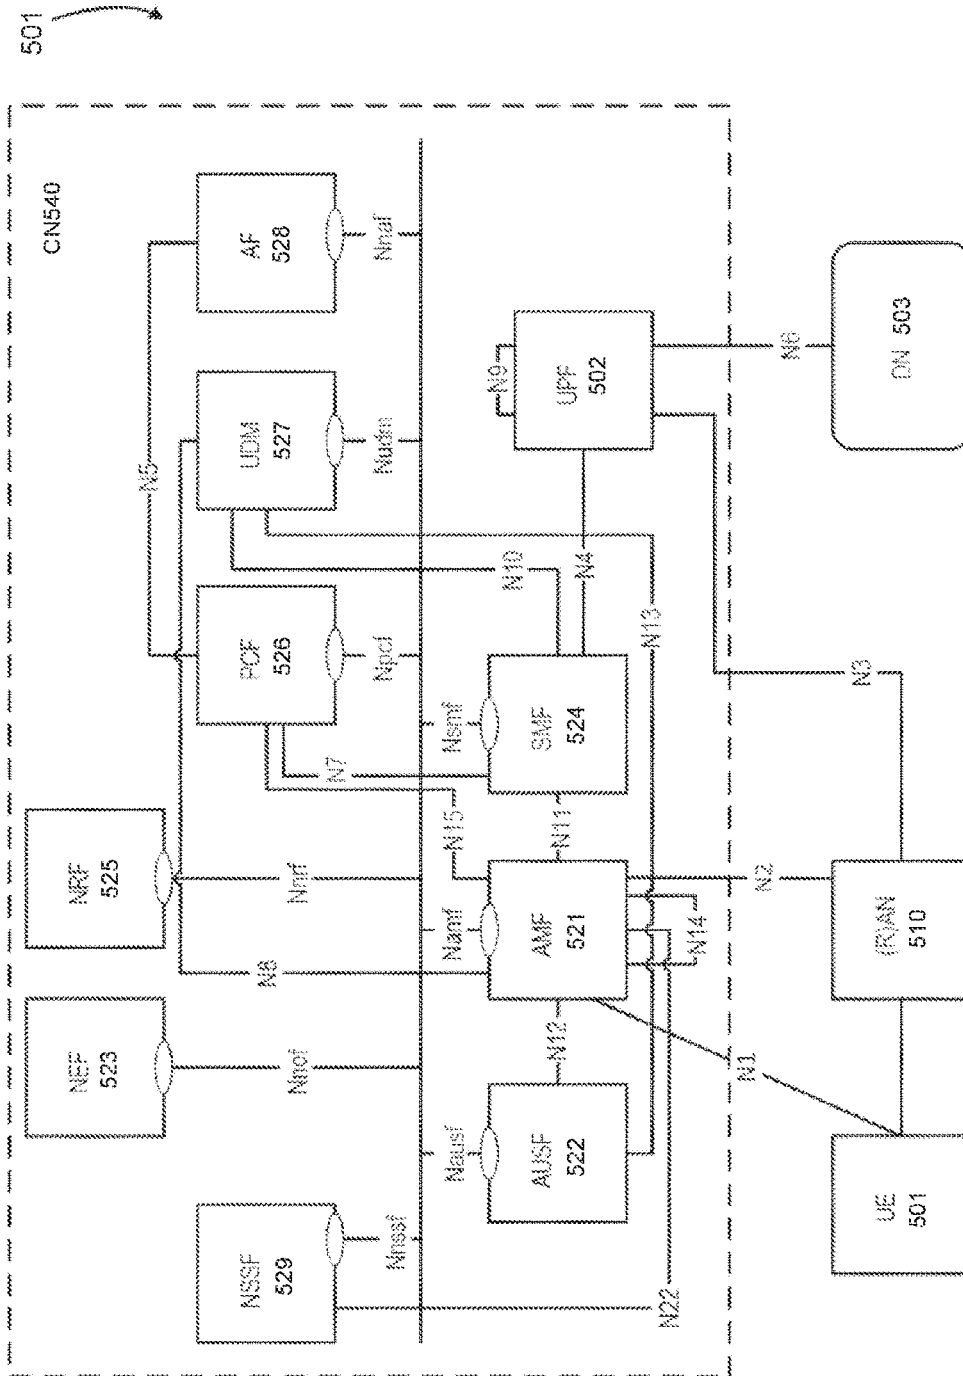 501
CN540
NEF
523
NRF
525
N5
NSSF
529
PCF
526
UDM
527
AF
528
N8
Nnssf
Nnef
Nnrf
N7
Npcf
Nudm
Nnaf
Nausf
Namf
N15
Nsmf
N10
N9
AUSF
522
N12
AMF
521
N11
SMF
524
N4
UPF
502
N22
N14
N13
N1
N2
N3
N6
UE
501
(R)AN
510
DN 503